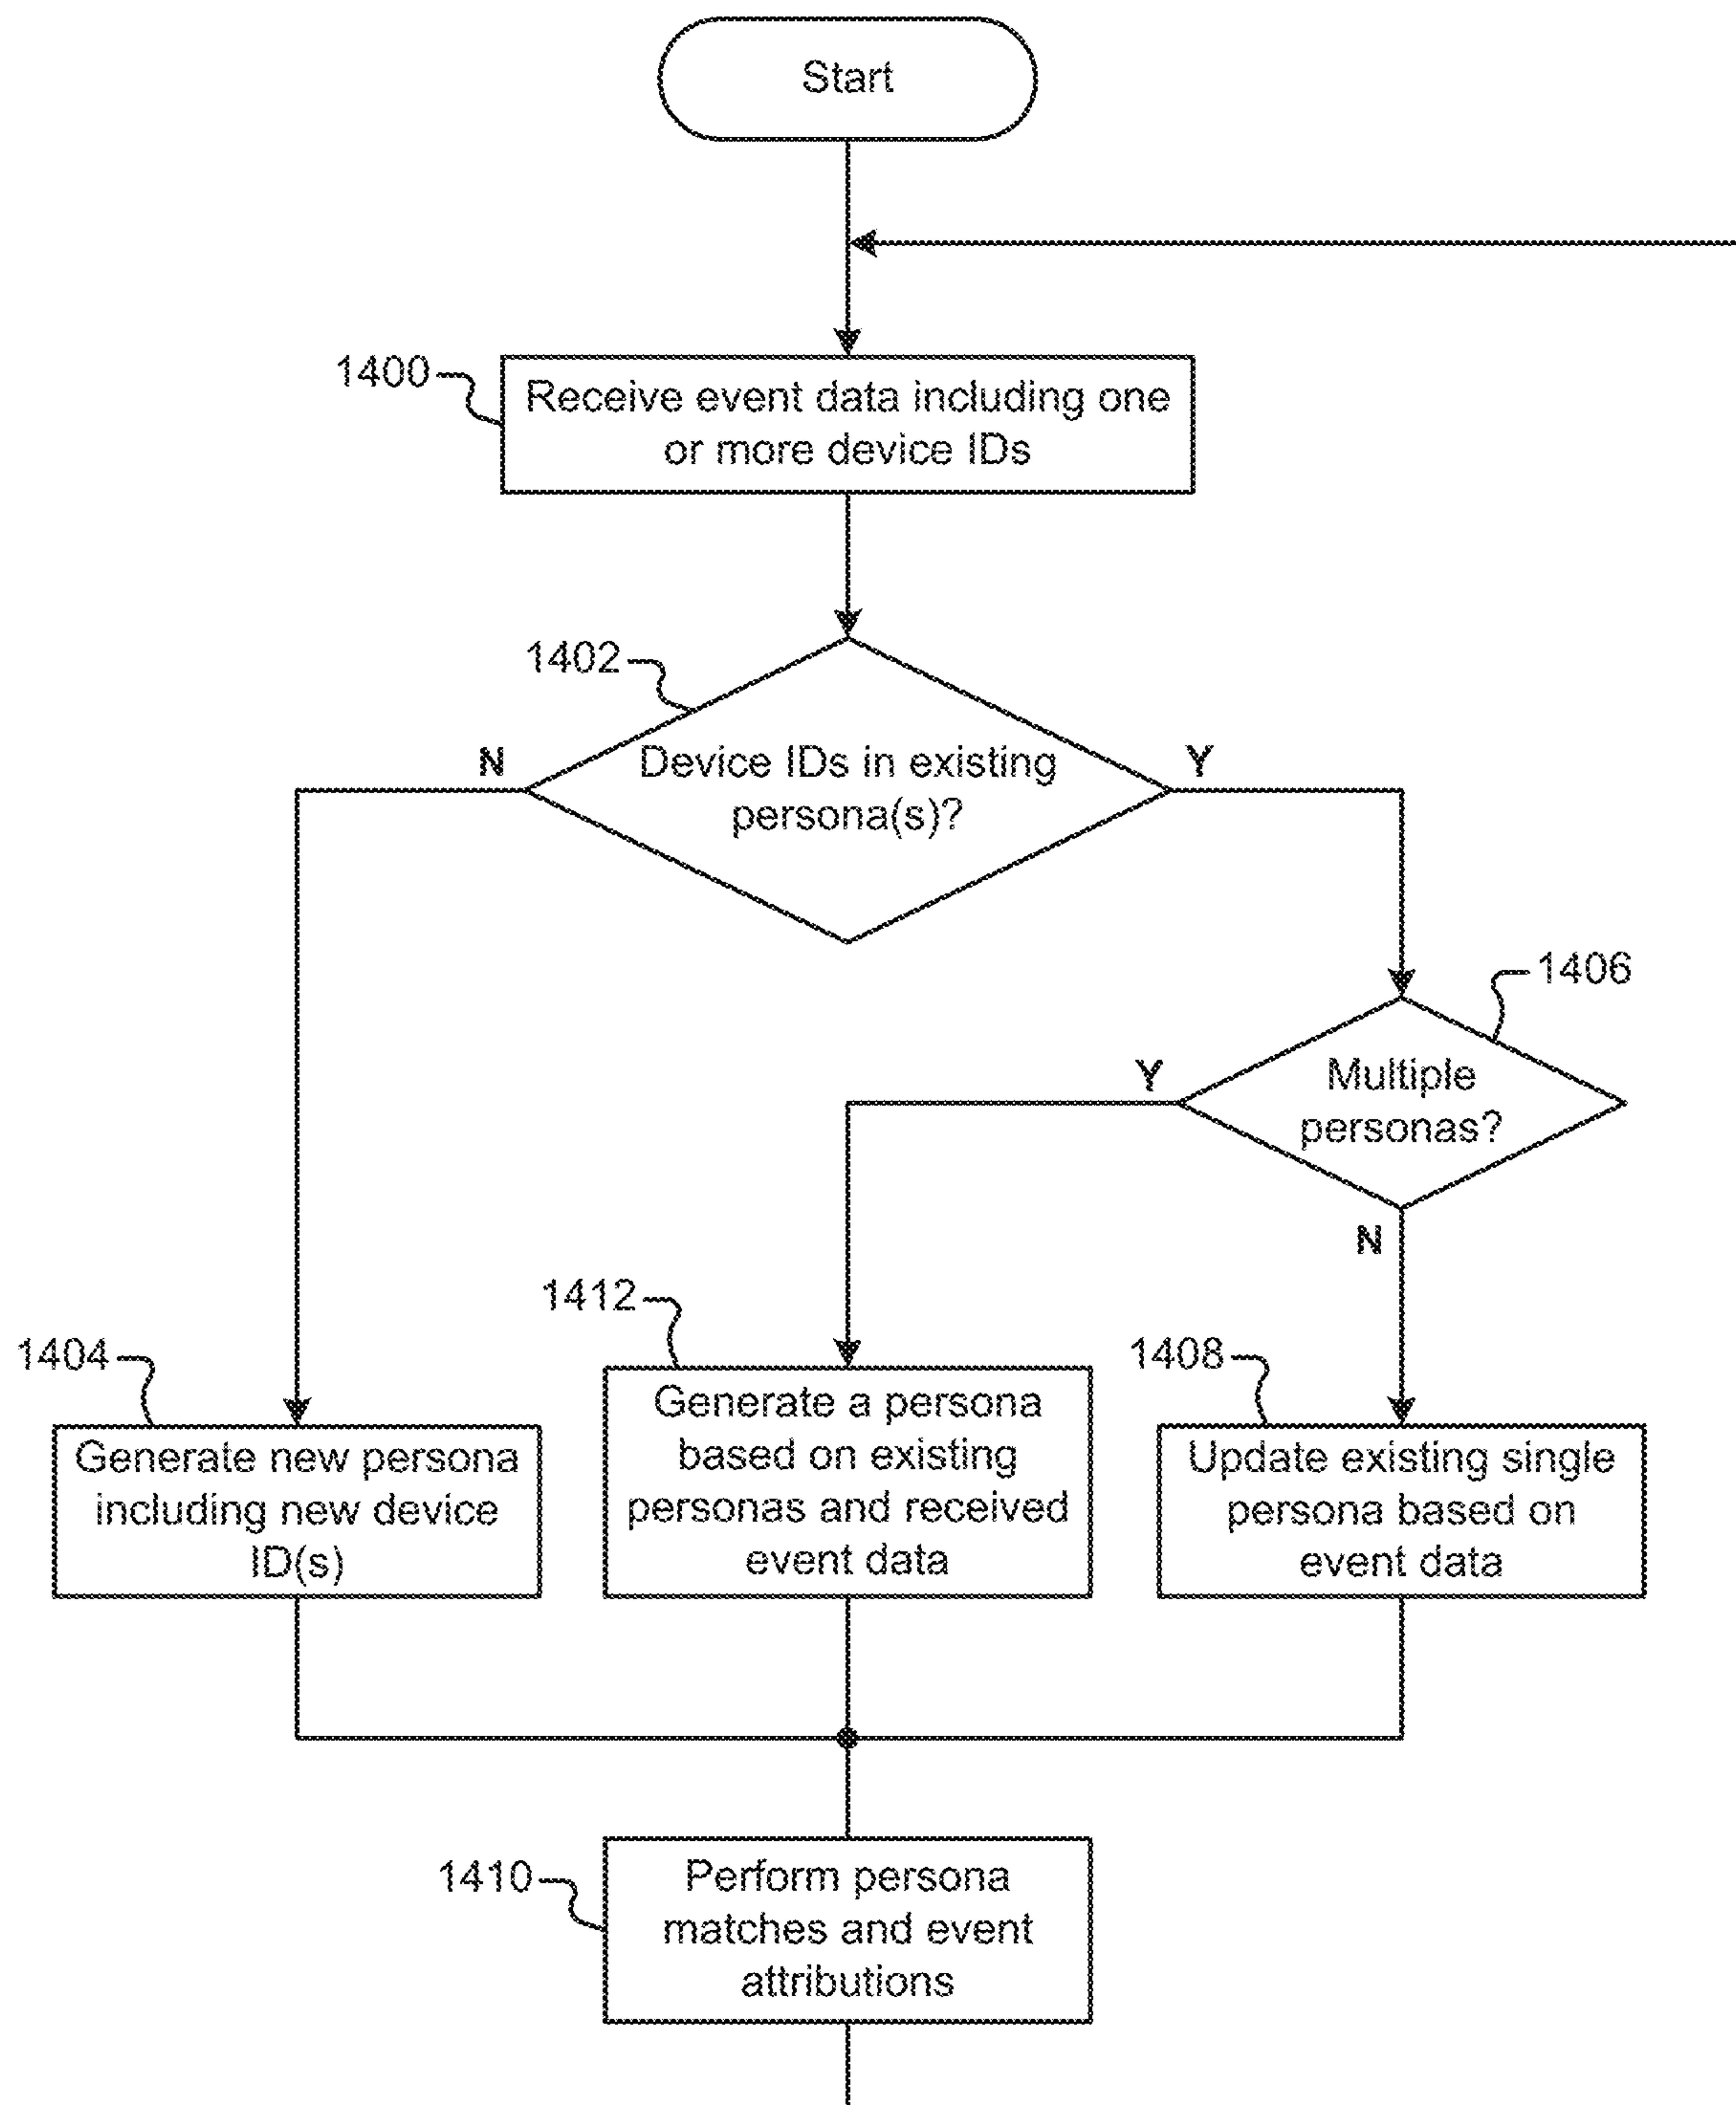 Start
1400
Receive event data including one
or more device IDs
1402
N
Device IDs in existing
persona(s)?
Y
1406
Y
Multiple
personas?
N
1412
1404
1408
Generate new persona
including new device
ID(s)
Generate a persona
based on existing
personas and received
event data
Update existing single
persona based on
event data
1410
Perform persona
matches and event
attributions